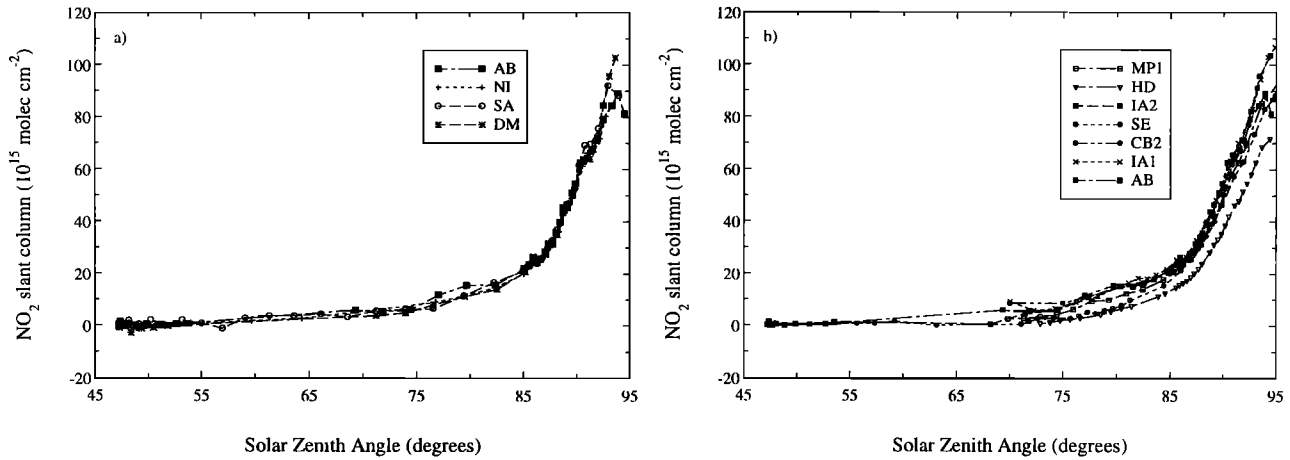 a)
AB
NI
SA
DM
NO2 slant column (10^15 molec cm^-2)
120
100
80
60
40
20
0
-20
45
55
65
75
85
95
Solar Zemth Angle (degrees)
b)
MP1
HD
IA2
SE
CB2
IA1
AB
NO2 slant column (10^15 molec cm^-2)
120
100
80
60
40
20
0
-20
45
55
65
75
85
95
Solar Zenith Angle (degrees)